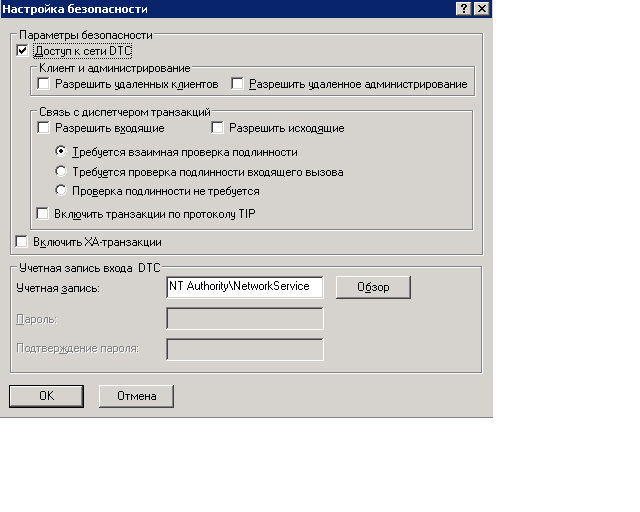 Настройка безопасности
Параметры безопасности
Доступ к сети DTC
Клиент и администрирование
Разрешить удаленных клиентов
Разрешить удаленное администрирование
Связь с диспетчером транзакций
Разрешить входящие
Разрешить исходящие
Требуется взаимная проверка подлинности
Требуется проверка подлинности входящего вызова
Проверка подлинности не требуется
Включить транзакции по протоколу TIP
Включить XA-транзакции
Учетная запись входа DTC
Учетная запись:
NT Authority\NetworkService
Обзор
Пароль:
Подтверждение пароля:
OK
Отмена